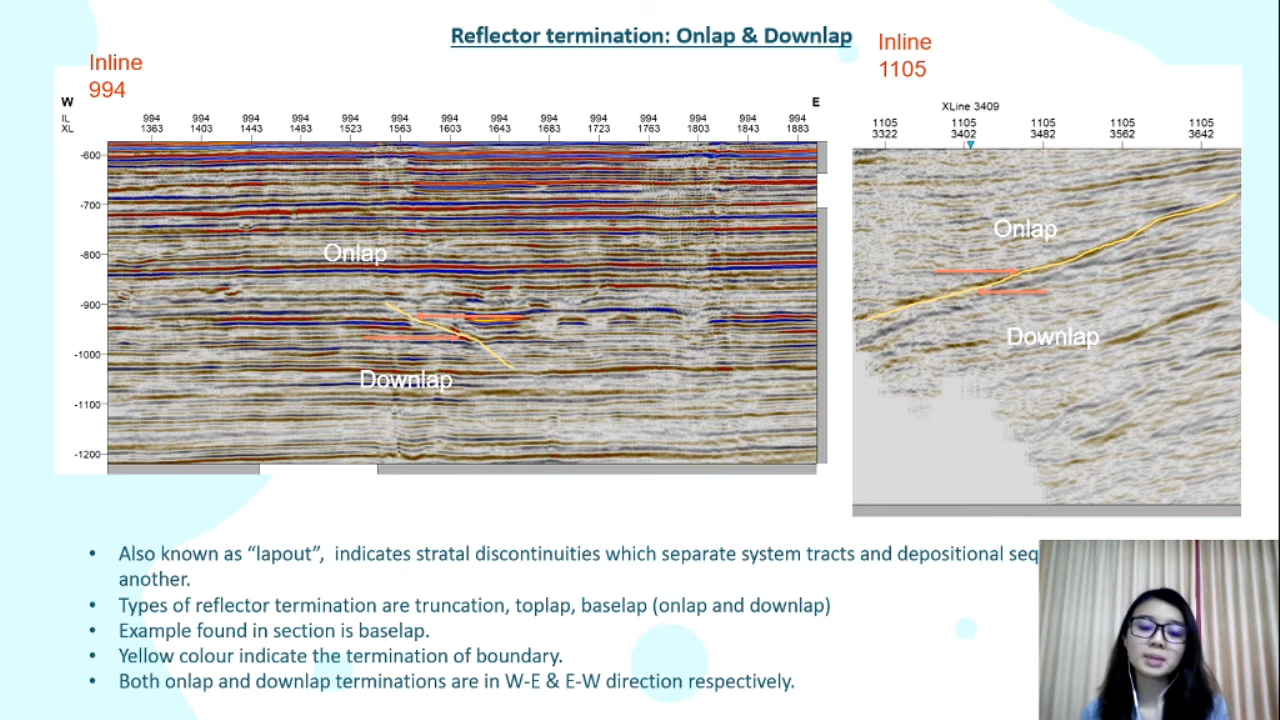 Reflector termination: Onlap & Downlap
Inline
994
Inline
1105
W
E
IL 994 994 994 994 994 994 994 994 994 994 994 994 994 994
XL 1363 1403 1443 1483 1523 1563 1603 1643 1683 1723 1763 1803 1843 1883
-600
-700
-800
-900
-1000
-1100
-1200
Onlap
Downlap
XLine 3409
1105 1105 1105 1105 1105
3322 3402 3482 3562 3642
Onlap
Downlap
• Also known as “lapout”, indicates stratal discontinuities which separate system tracts and depositional seq
another.
• Types of reflector termination are truncation, toplap, baselap (onlap and downlap)
• Example found in section is baselap.
• Yellow colour indicate the termination of boundary.
• Both onlap and downlap terminations are in W-E & E-W direction respectively.